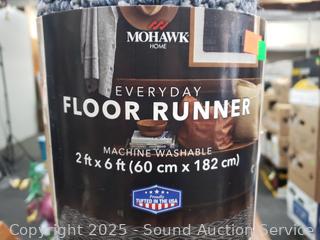 MOHAWK
HOME
EVERYDAY
FLOOR RUNNER
MACHINE WASHABLE
2 ft x 6 ft (60 cm x 182 cm)
Proudly
TUFTED IN THE USA
Copyright 2025 - Sound Auction Service